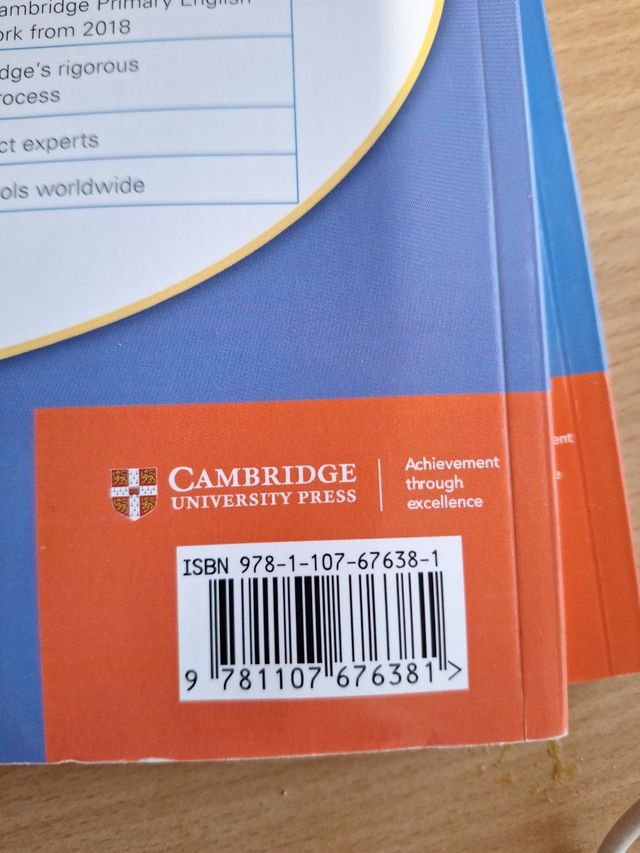 ambridge Primary English
ork from 2018
dge's rigorous
rocess
ct experts
ols worldwide
CAMBRIDGE
UNIVERSITY PRESS
Achievement
through
excellence
ent
e
ISBN 978-1-107-67638-1
9 781107 676381 >